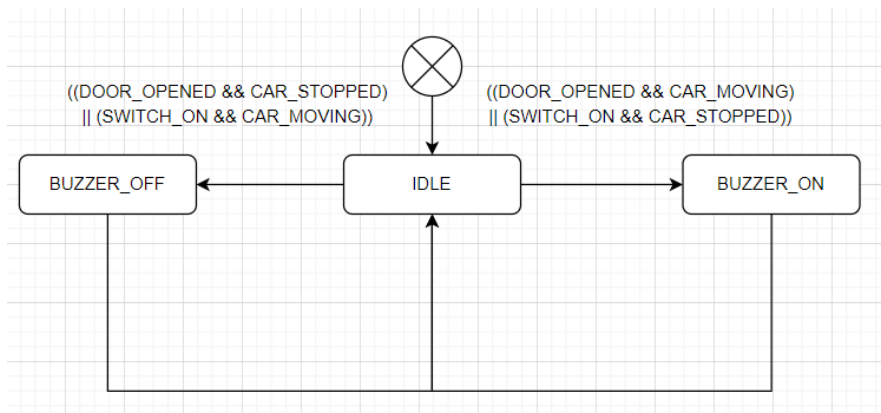 ((DOOR_OPENED && CAR_STOPPED)
|| (SWITCH_ON && CAR_MOVING))
((DOOR_OPENED && CAR_MOVING)
|| (SWITCH_ON && CAR_STOPPED))
BUZZER_OFF
IDLE
BUZZER_ON